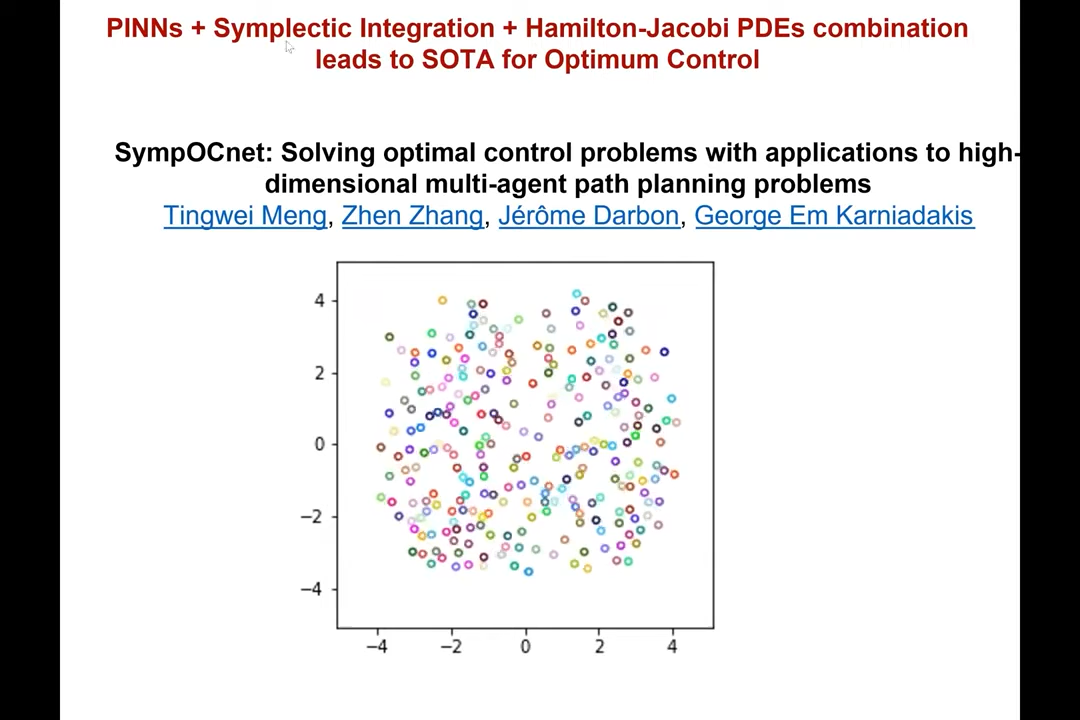 PINNs + Symplectic Integration + Hamilton-Jacobi PDEs combination
leads to SOTA for Optimum Control
SympOCnet: Solving optimal control problems with applications to high-
dimensional multi-agent path planning problems
Tingwei Meng, Zhen Zhang, Jérôme Darbon, George Em Karniadakis
4
2
0
−2
−4
−4 −2 0 2 4